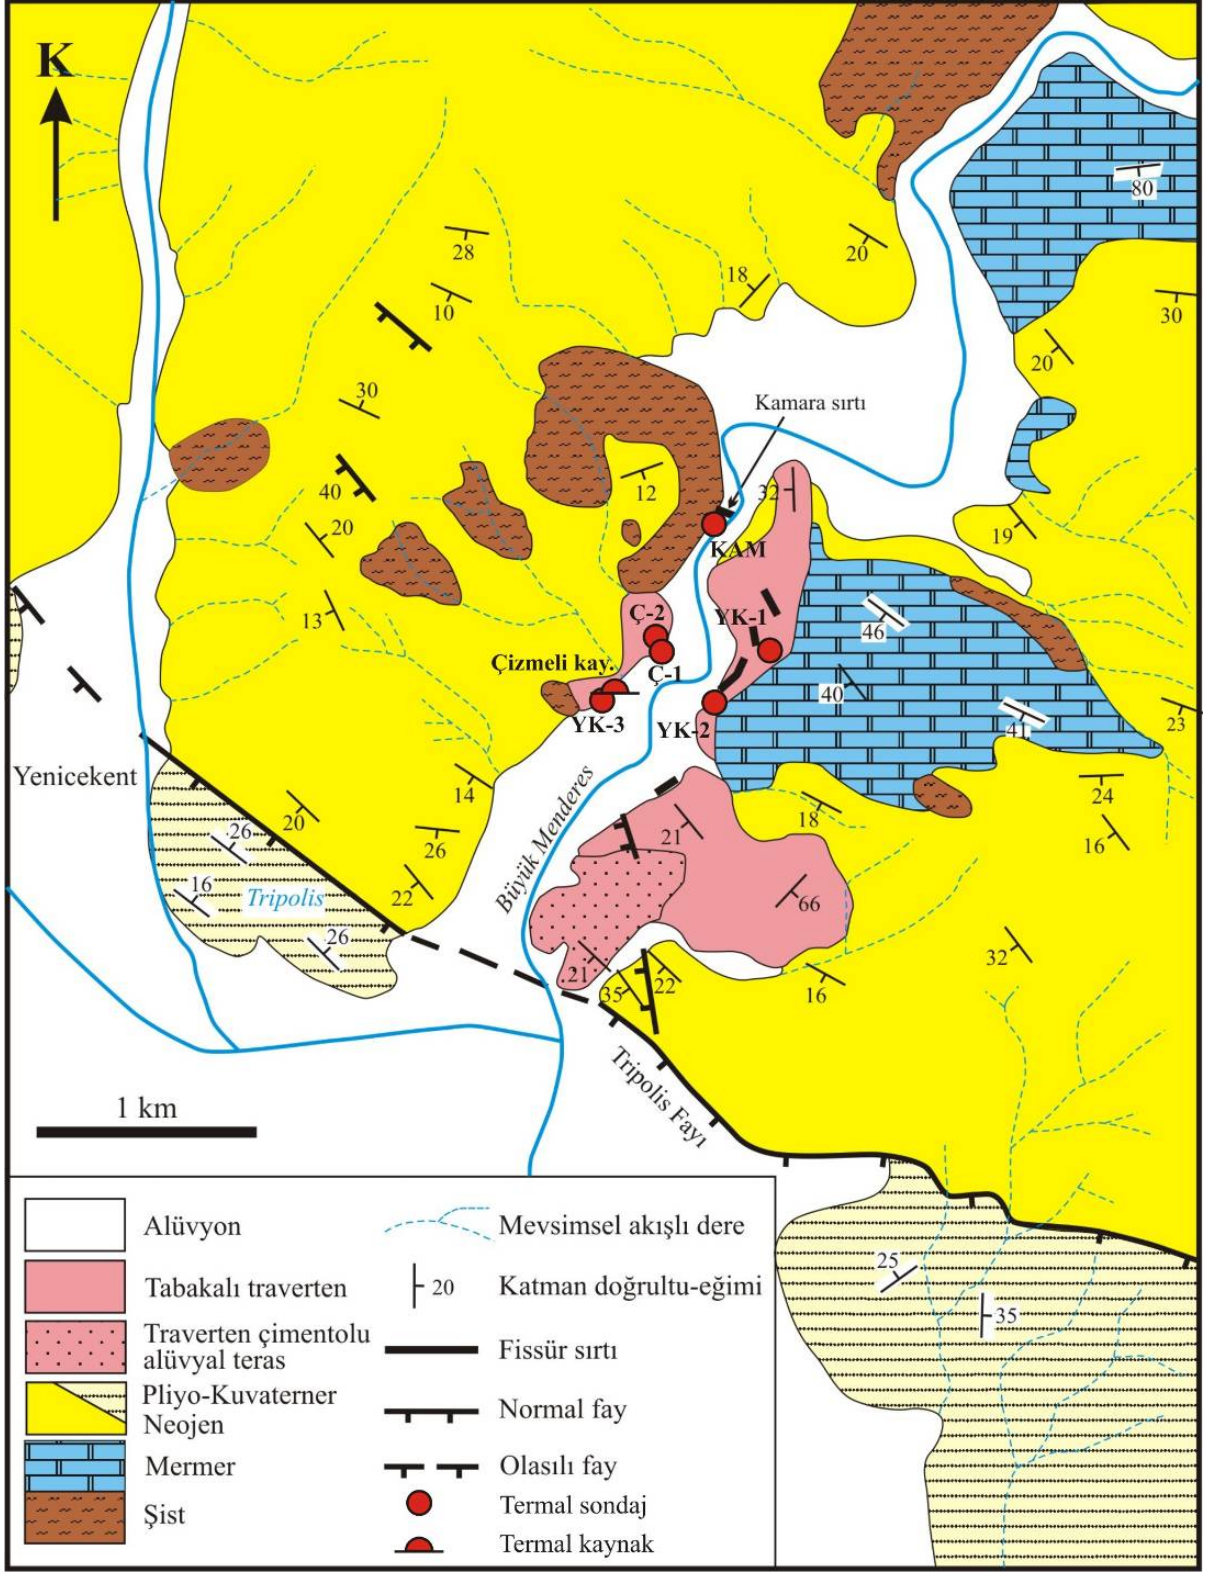 K
80
28
20
18
10
30
20
30
Kamara sırtı
12
32
40
20
19
KAM
13
46
Ç-2
YK-1
Çizmeli kay.
Ç-1
40
YK-3
YK-2
41
23
Yenicekent
14
24
20
18
26
26
21
16
22
16
Tripolis
66
Büyük Menderes
26
32
21
35
22
16
Tripolis Fayı
1 km
25
35
Alüvyon
Tabakalı traverten
Traverten çimentolu
alüvyal teras
Pliyo-Kuvaterner
Neojen
Mermer
Şist
Mevsimsel akışlı dere
20
Katman doğrultu-eğimi
Fissür sırtı
Normal fay
Olasılı fay
Termal sondaj
Termal kaynak